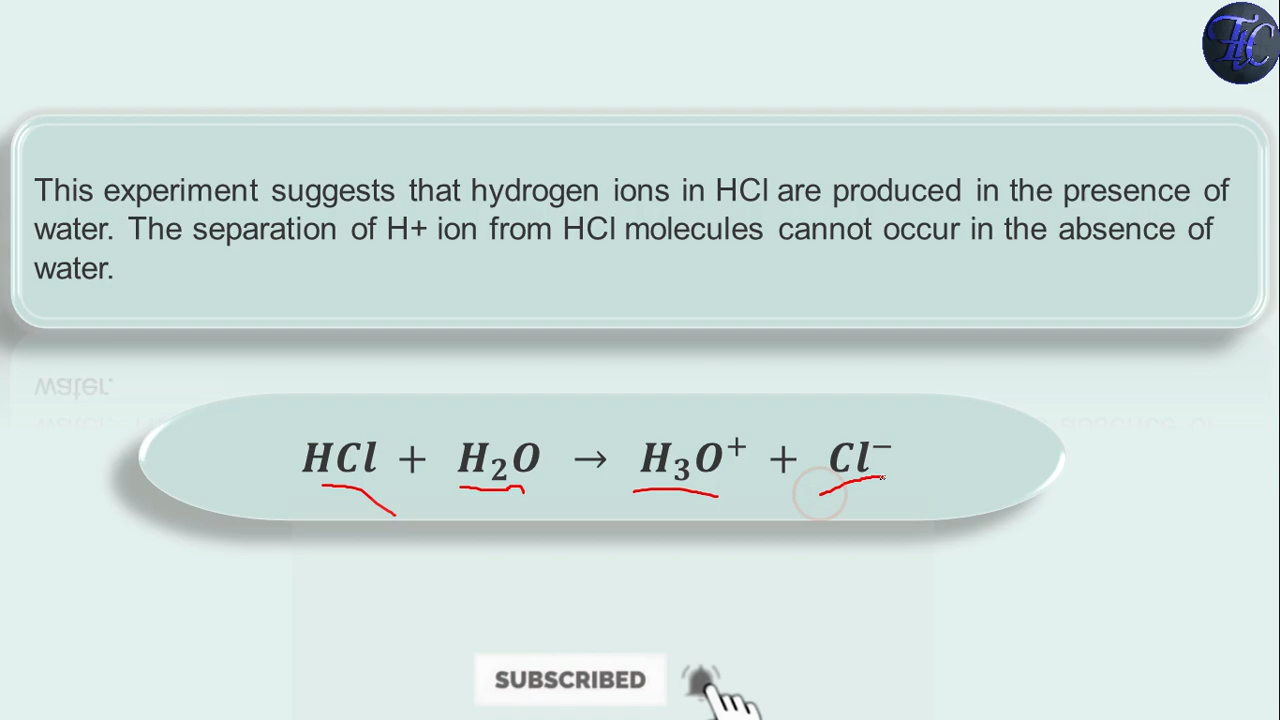 THC
This experiment suggests that hydrogen ions in HCl are produced in the presence of
water. The separation of H+ ion from HCl molecules cannot occur in the absence of
water.
HCl + H₂O → H₃O⁺ + Cl⁻
SUBSCRIBED